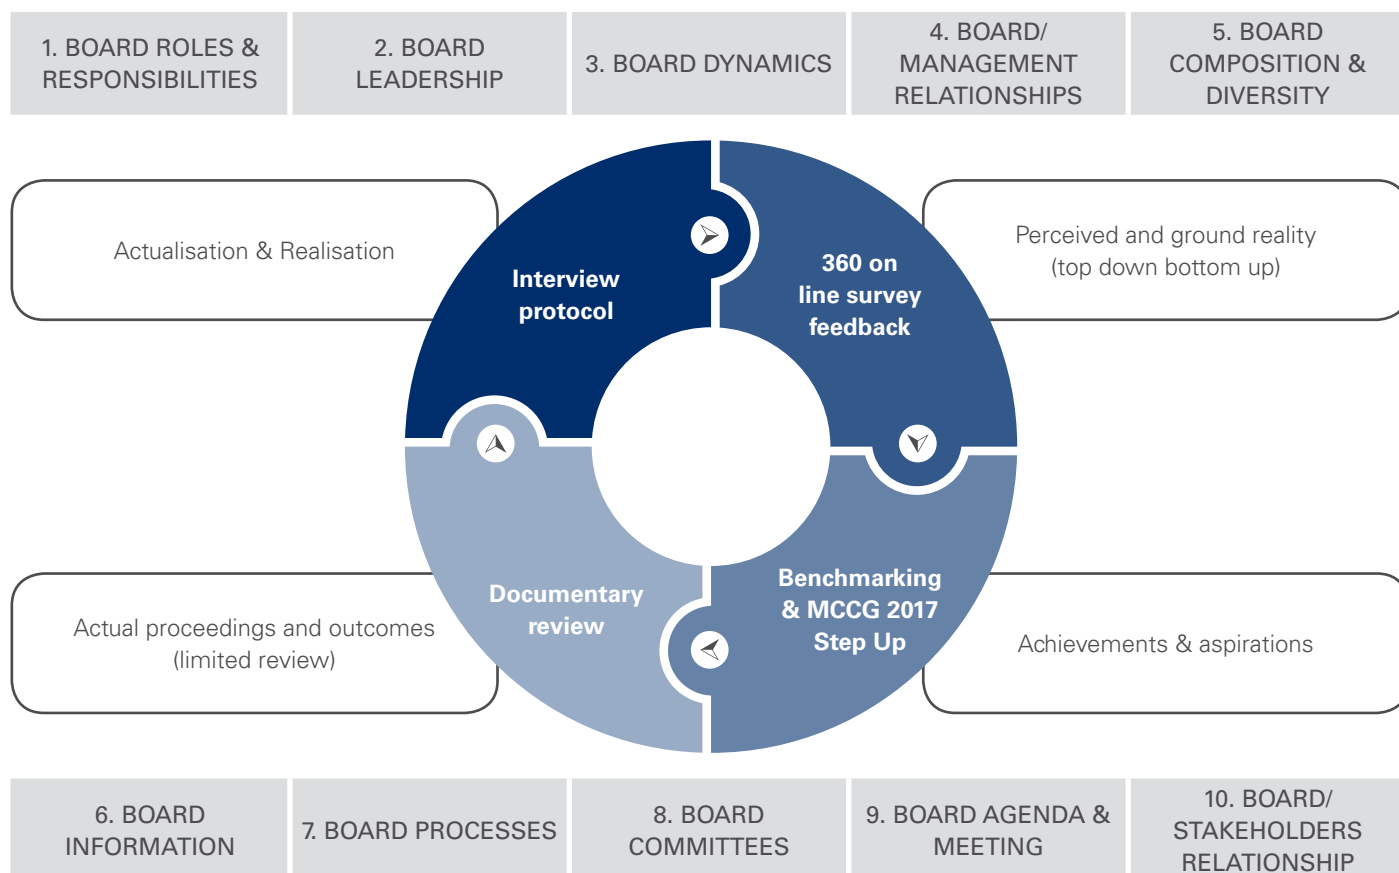 1. BOARD ROLES &
RESPONSIBILITIES
2. BOARD
LEADERSHIP
3. BOARD DYNAMICS
4. BOARD/
MANAGEMENT
RELATIONSHIPS
5. BOARD
COMPOSITION &
DIVERSITY
Actualisation & Realisation
Interview
protocol
360 on
line survey
feedback
Perceived and ground reality
(top down bottom up)
Actual proceedings and outcomes
(limited review)
Documentary
review
Benchmarking
& MCCG 2017
Step Up
Achievements & aspirations
6. BOARD
INFORMATION
7. BOARD PROCESSES
8. BOARD
COMMITTEES
9. BOARD AGENDA &
MEETING
10. BOARD/
STAKEHOLDERS
RELATIONSHIP